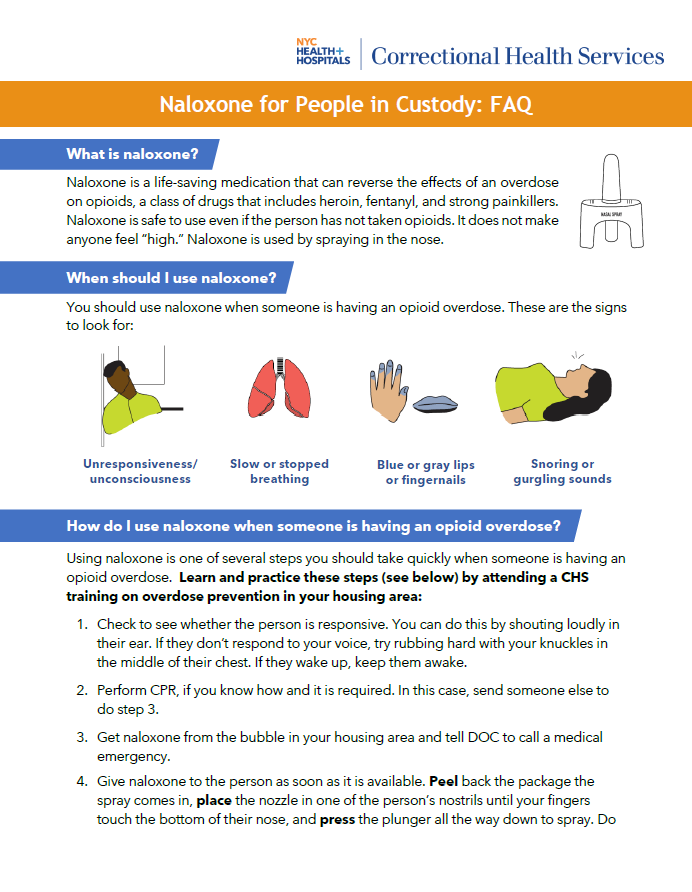 NYC
HEALTH+
HOSPITALS
Correctional Health Services
Naloxone for People in Custody: FAQ
What is naloxone?
Naloxone is a life-saving medication that can reverse the effects of an overdose
on opioids, a class of drugs that includes heroin, fentanyl, and strong painkillers.
Naloxone is safe to use even if the person has not taken opioids. It does not make
anyone feel “high.” Naloxone is used by spraying in the nose.
NASAL SPRAY
When should I use naloxone?
You should use naloxone when someone is having an opioid overdose. These are the signs
to look for:
Unresponsiveness/
unconsciousness
Slow or stopped
breathing
Blue or gray lips
or fingernails
Snoring or
gurgling sounds
How do I use naloxone when someone is having an opioid overdose?
Using naloxone is one of several steps you should take quickly when someone is having an
opioid overdose. Learn and practice these steps (see below) by attending a CHS
training on overdose prevention in your housing area:
1. Check to see whether the person is responsive. You can do this by shouting loudly in
their ear. If they don’t respond to your voice, try rubbing hard with your knuckles in
the middle of their chest. If they wake up, keep them awake.
2. Perform CPR, if you know how and it is required. In this case, send someone else to
do step 3.
3. Get naloxone from the bubble in your housing area and tell DOC to call a medical
emergency.
4. Give naloxone to the person as soon as it is available. Peel back the package the
spray comes in, place the nozzle in one of the person’s nostrils until your fingers
touch the bottom of their nose, and press the plunger all the way down to spray. Do